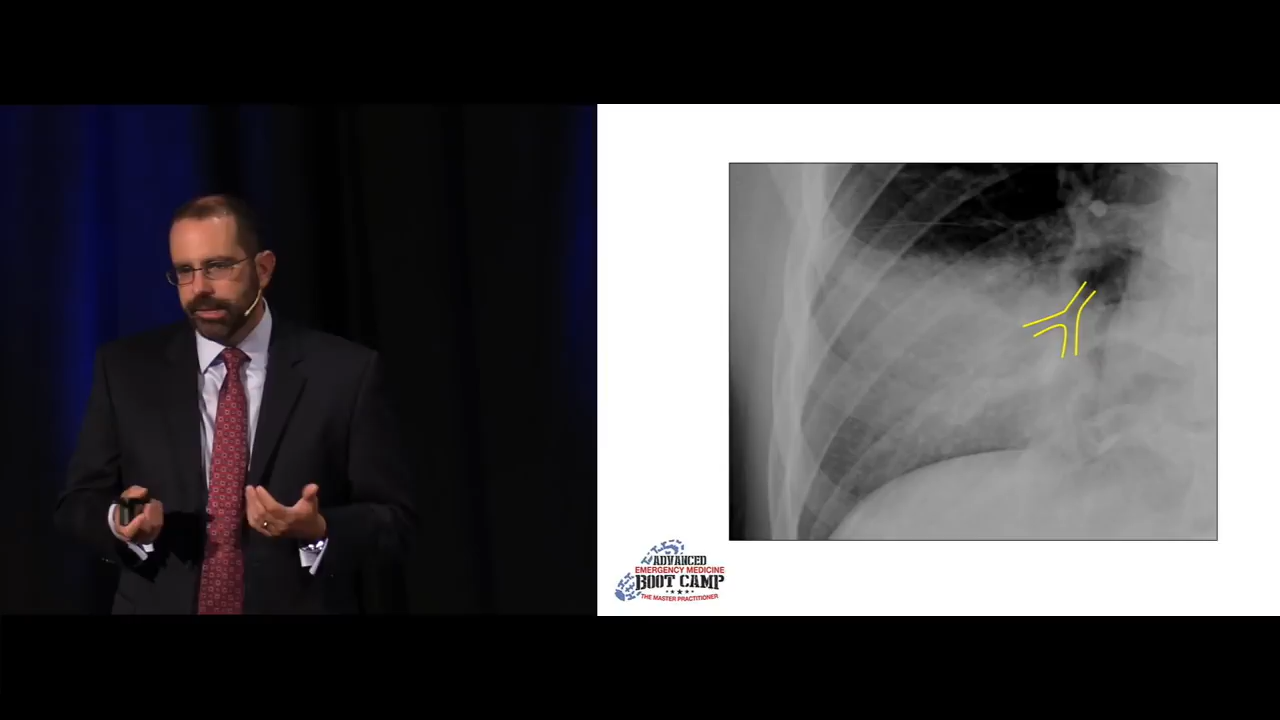 ADVANCED
EMERGENCY MEDICINE
BOOT CAMP
THE MASTER PRACTITIONER